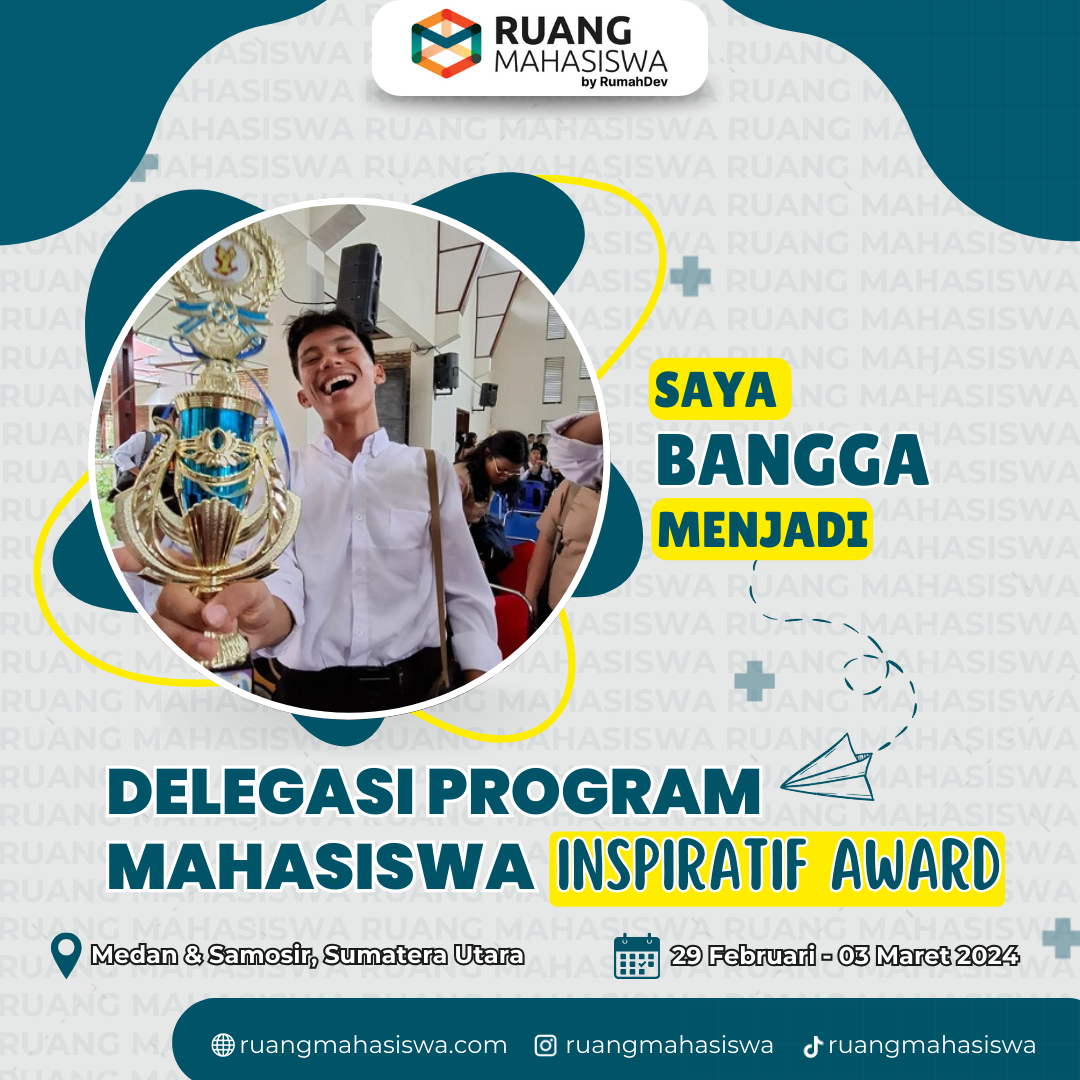 RUANG
MAHASISWA
by RumahDev
SAYA
BANGGA
MENJADI
DELEGASI PROGRAM
MAHASISWA INSPIRATIF AWARD
Medan & Samosir, Sumatera Utara
29 Februari - 03 Maret 2024
ruangmahasiswa.com
ruangmahasiswa
ruangmahasiswa